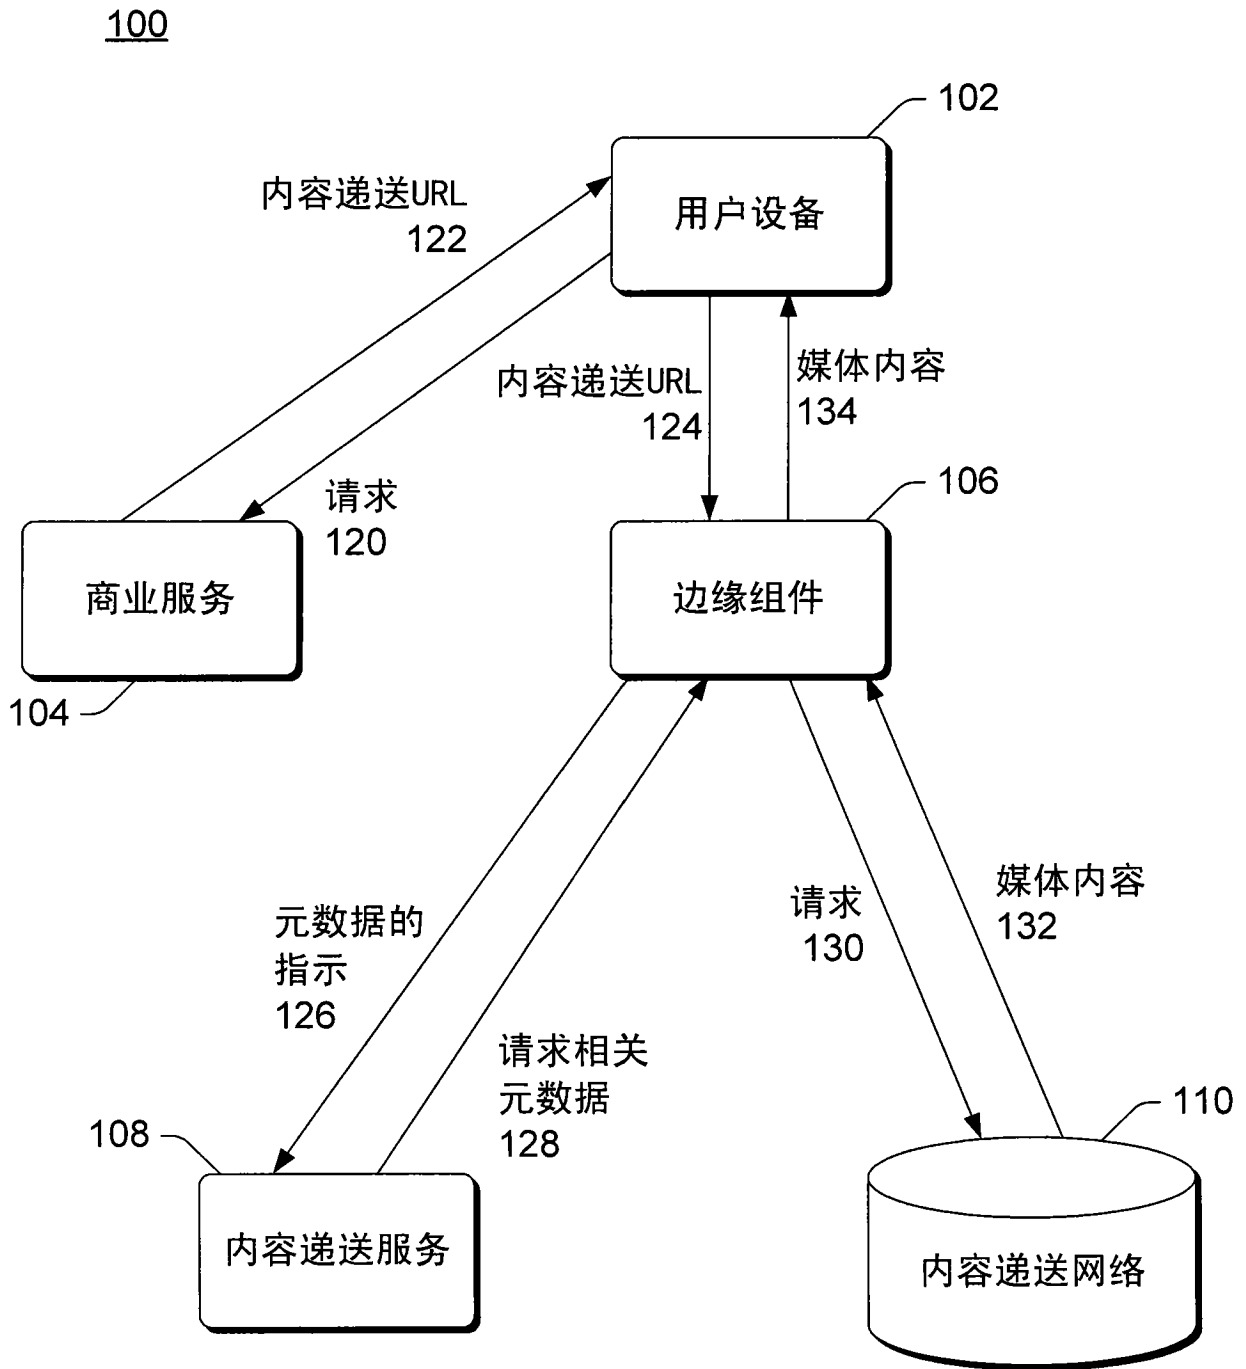 100
102
用户设备
内容递送URL
122
内容递送URL
124
媒体内容
134
请求
120
商业服务
104
106
边缘组件
元数据的
指示
126
请求相关
元数据
128
请求
130
媒体内容
132
108
内容递送服务
110
内容递送网络